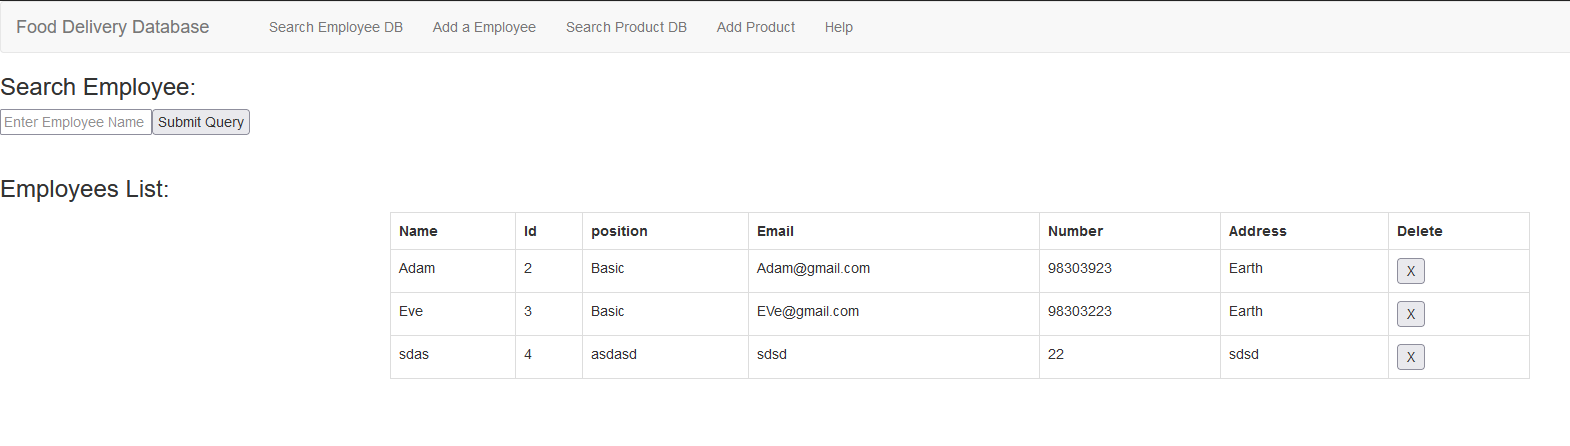 Food Delivery Database Search Employee DB Add a Employee Search Product DB Add Product Help
Search Employee:
Enter Employee Name Submit Query
Employees List:
Name Id position Email Number Address Delete
Adam 2 Basic Adam@gmail.com 98303923 Earth X
Eve 3 Basic EVe@gmail.com 98303223 Earth X
sdas 4 asdasd sdsd 22 sdsd X